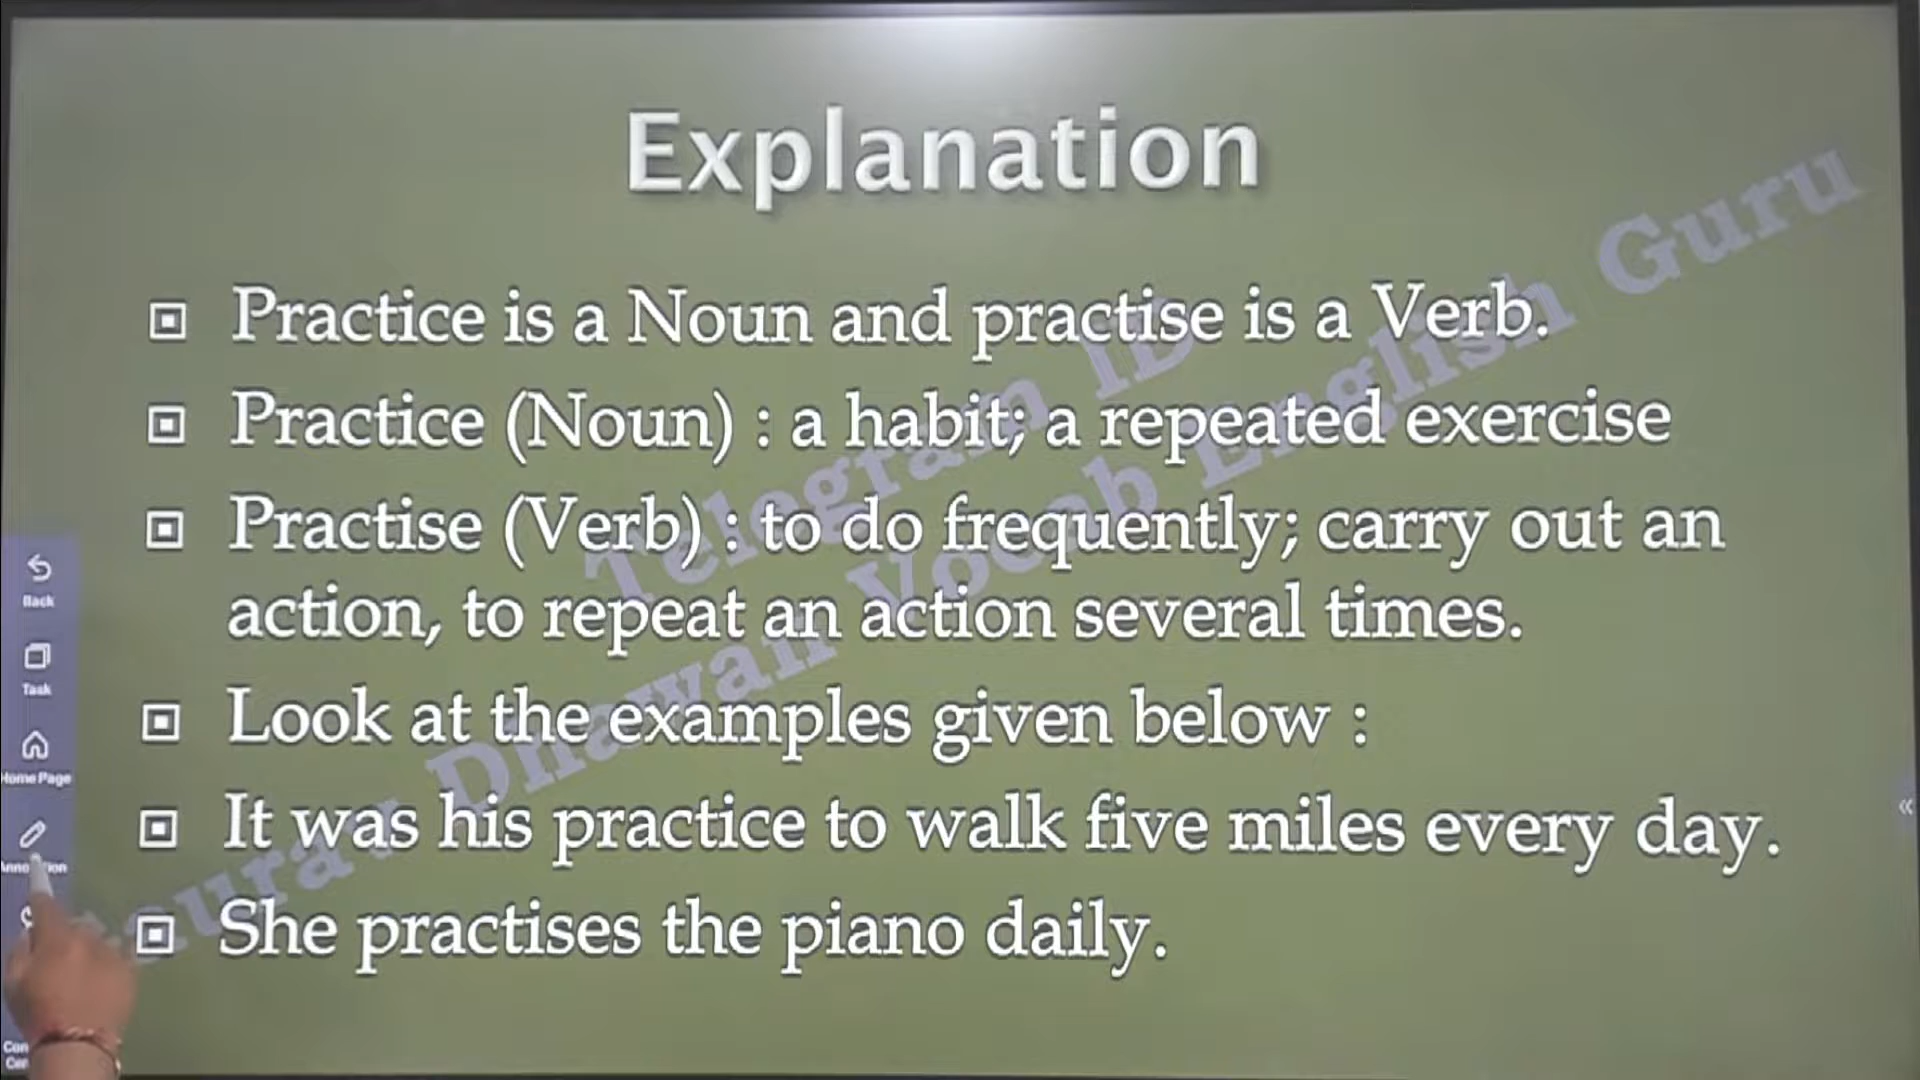 Explanation
Practice is a Noun and practise is a Verb.
Practice (Noun) : a habit; a repeated exercise
Practise (Verb) : to do frequently; carry out an
action, to repeat an action several times.
Look at the examples given below :
It was his practice to walk five miles every day.
She practises the piano daily.
Telegram ID
Dhawan Vocab English Guru
Back
Task
Home Page